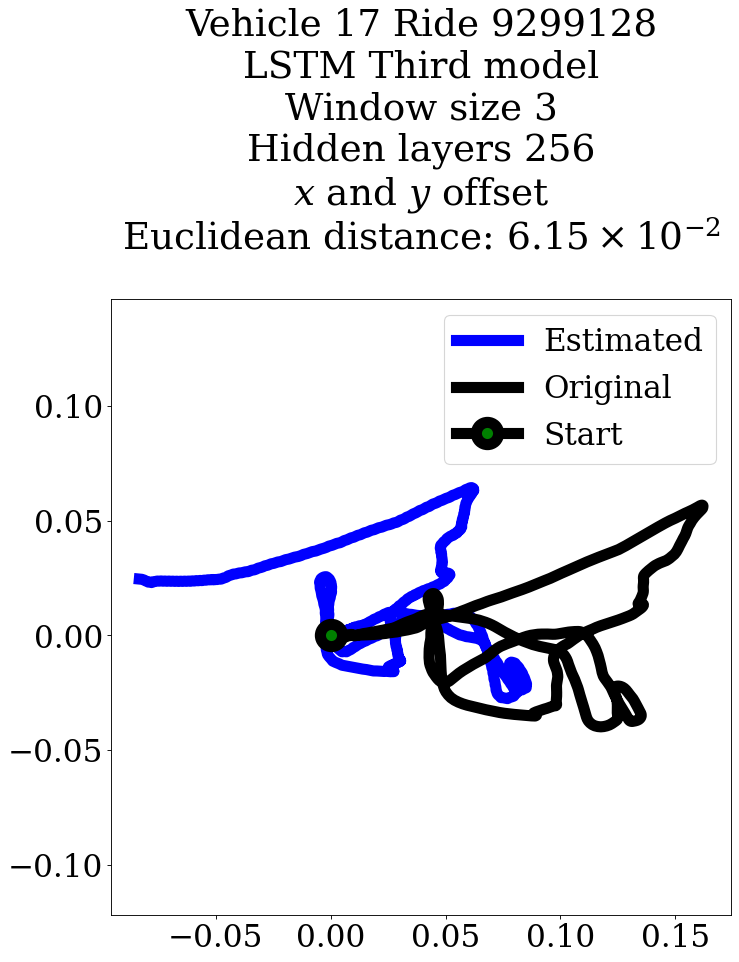 Vehicle 17 Ride 9299128
LSTM Third model
Window size 3
Hidden layers 256
x and y offset
Euclidean distance: 6.15 × 10⁻²
Estimated
Original
Start
0.10
0.05
0.00
−0.05
−0.10
−0.05 0.00 0.05 0.10 0.15